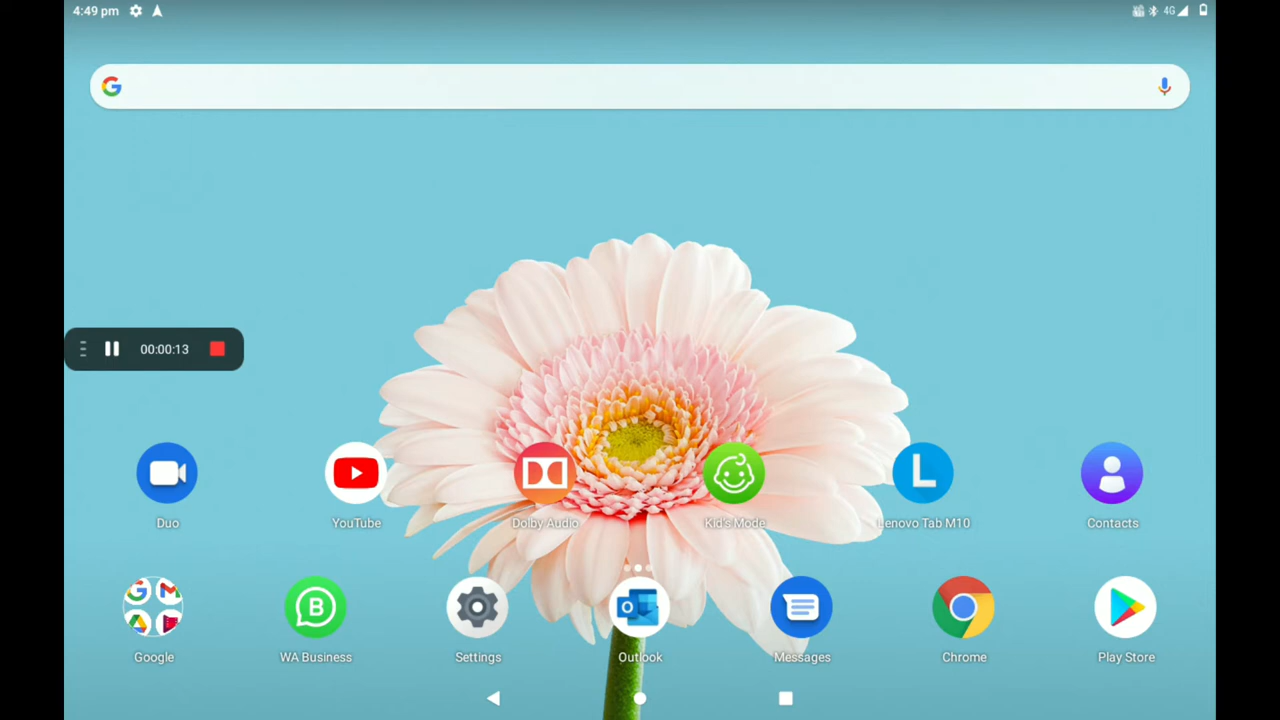 4:49 pm
4G
00:00:13
Duo
YouTube
Dolby Audio
Kid's Mode
Lenovo Tab M10
Contacts
Google
WA Business
Settings
Outlook
Messages
Chrome
Play Store